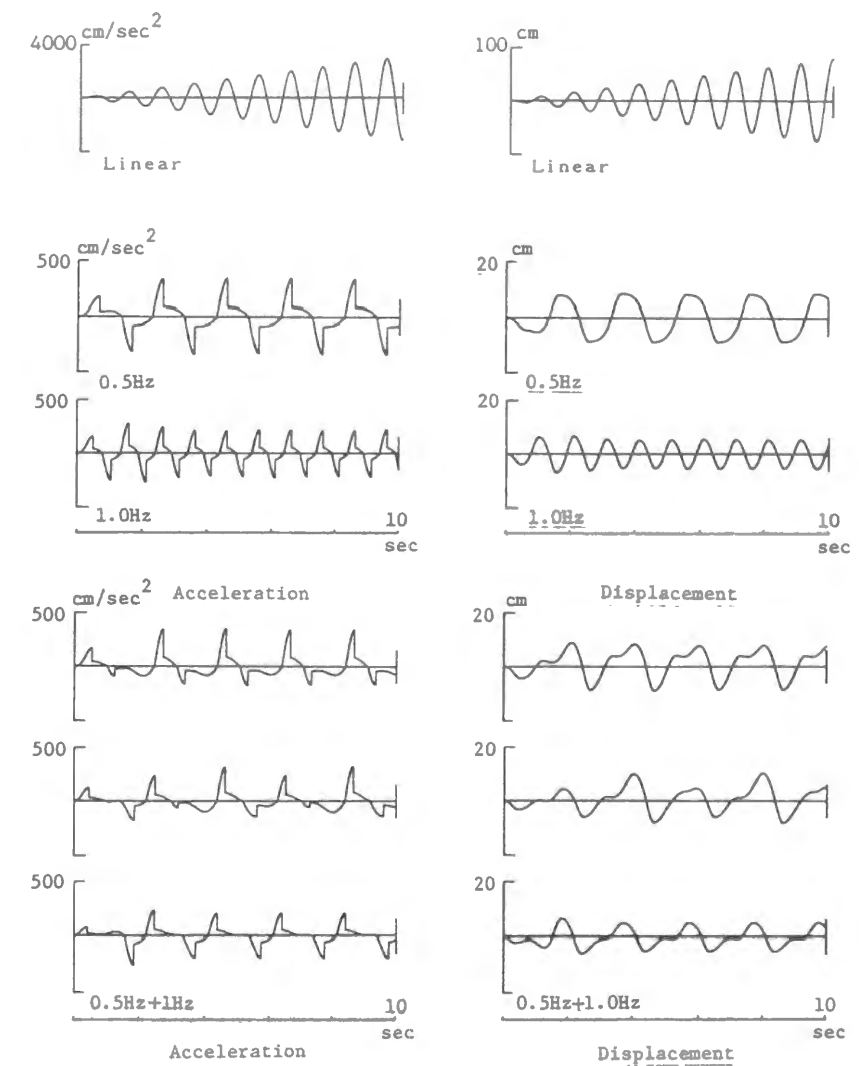 4000 cm/sec2
100 cm
Linear
Linear
500 cm/sec2
20 cm
0.5Hz
0.5Hz
500
20
1.0Hz 10
1.0Hz 10
sec
sec
Acceleration
Displacement
500 cm/sec2
20 cm
500
20
500
20
0.5Hz+1Hz 10
0.5Hz+1.0Hz 10
sec
sec
Acceleration
Displacement